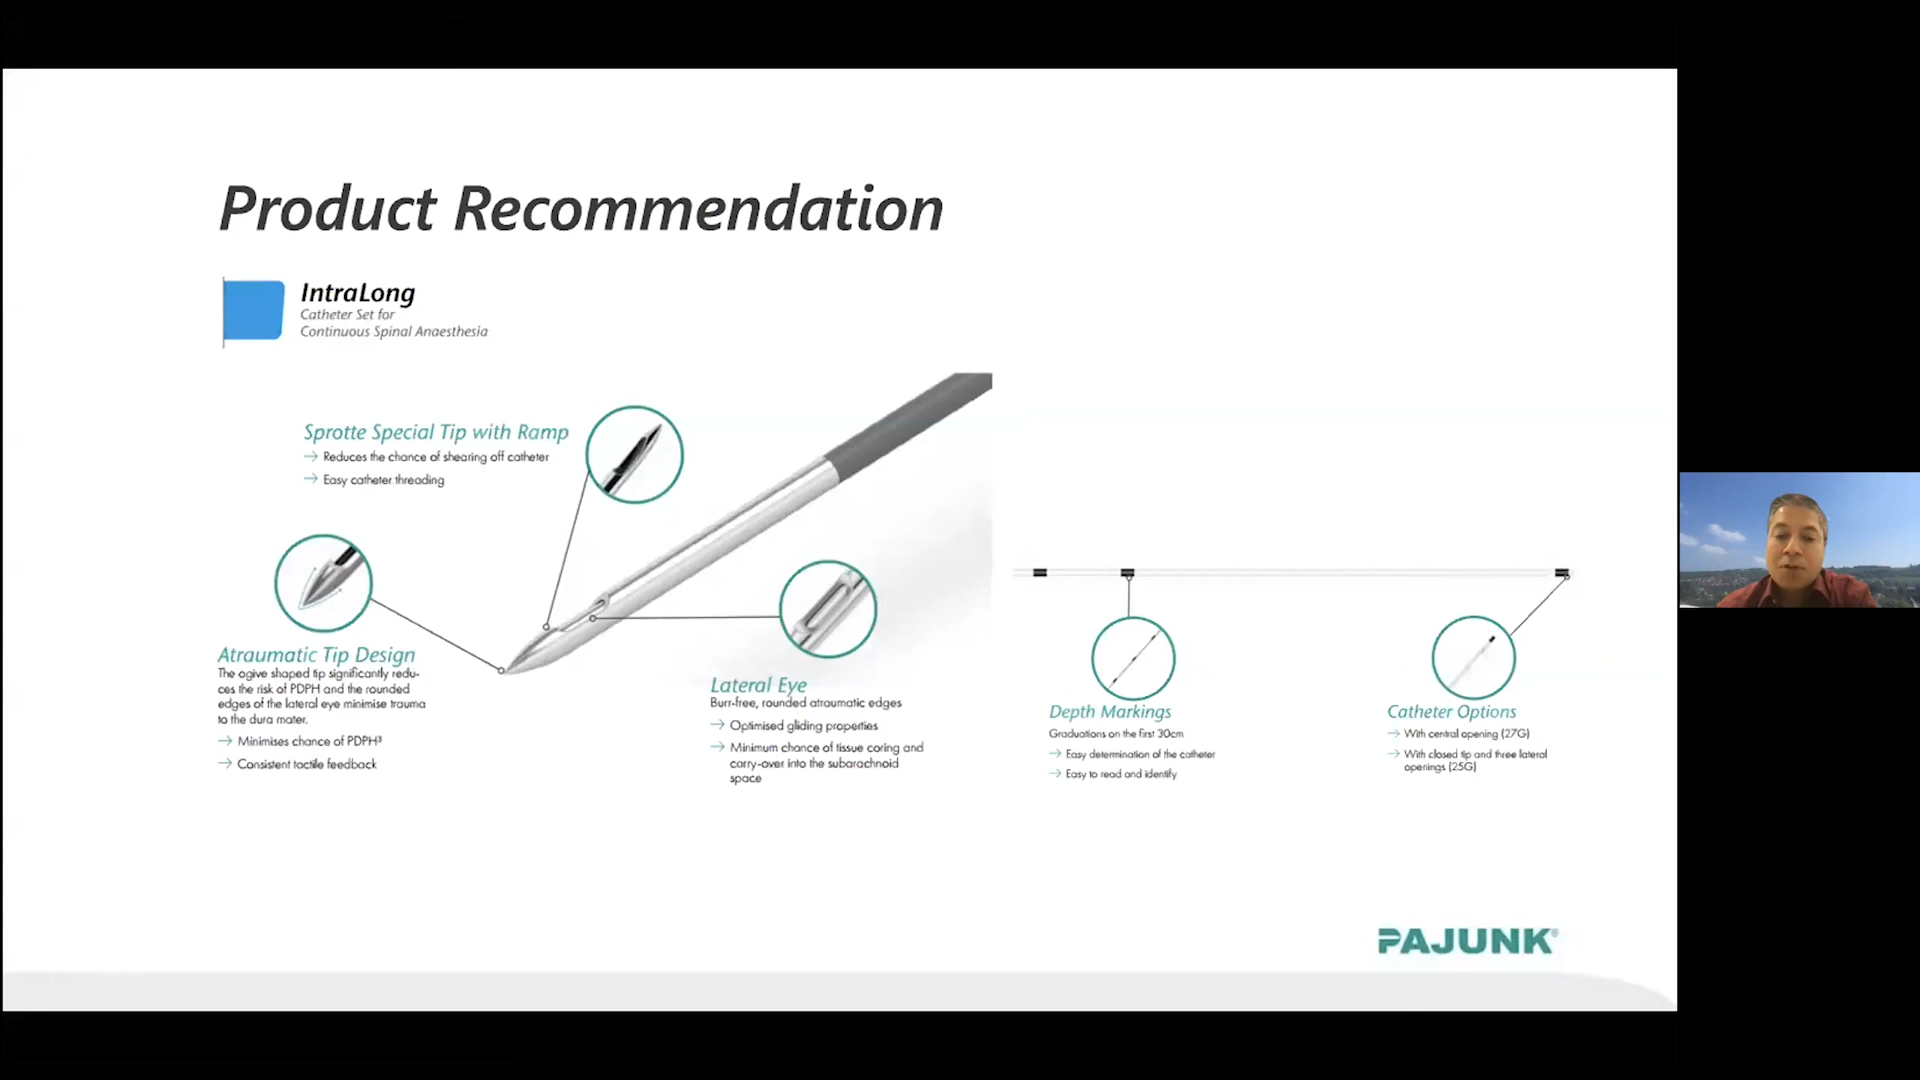 Product Recommendation
IntraLong
Catheter Set for
Continuous Spinal Anaesthesia
Sprotte Special Tip with Ramp
→ Reduces the chance of shearing off catheter
→ Easy catheter threading
Atraumatic Tip Design
The ogive shaped tip significantly redu-
ces the risk of PDPH and the rounded
edges of the lateral eye minimise trauma
to the dura mater.
→ Minimises chance of PDPH³
→ Consistent tactile feedback
Lateral Eye
Burr-free, rounded atraumatic edges
→ Optimised gliding properties
→ Minimum chance of tissue coring and
carry-over into the subarachnoid
space
Depth Markings
Graduations on the first 30cm
→ Easy determination of the catheter
→ Easy to read and identify
Catheter Options
→ With central opening (27G)
→ With closed tip and three lateral
openings (25G)
PAJUNK®